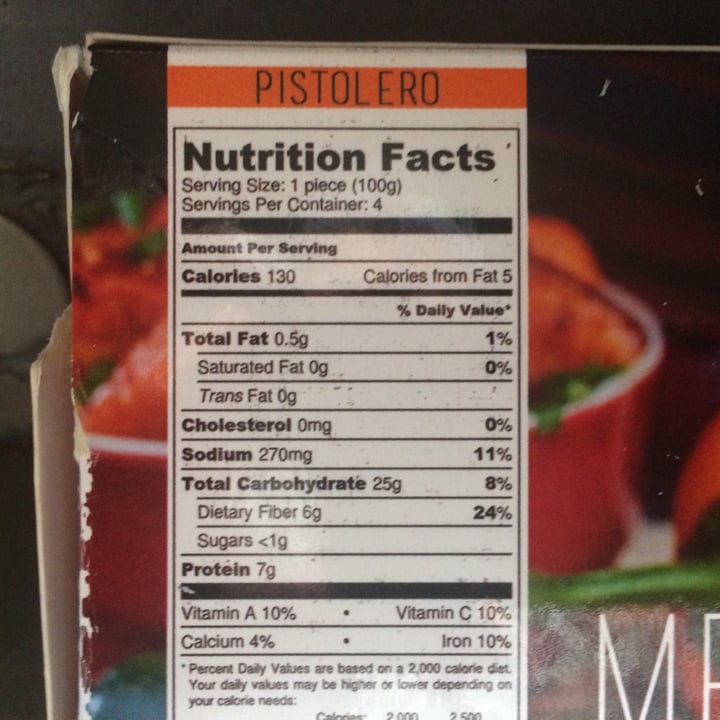 PISTOLERO
Nutrition Facts
Serving Size: 1 piece (100g)
Servings Per Container: 4
Amount Per Serving
Calories 130 Calories from Fat 5
% Daily Value*
Total Fat 0.5g 1%
Saturated Fat 0g 0%
Trans Fat 0g
Cholesterol 0mg 0%
Sodium 270mg 11%
Total Carbohydrate 25g 8%
Dietary Fiber 6g 24%
Sugars <1g
Protein 7g
Vitamin A 10% • Vitamin C 10%
Calcium 4% • Iron 10%
* Percent Daily Values are based on a 2,000 calorie diet.
Your daily values may be higher or lower depending on
your calorie needs:
Calories: 2,000 2,500